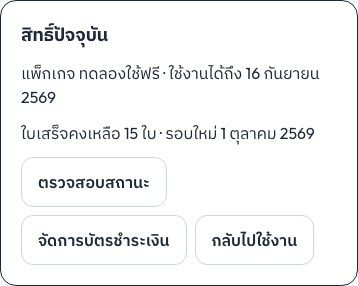 สิทธิ์ปัจจุบัน
แพ็กเกจ ทดลองใช้ฟรี · ใช้งานได้ถึง 16 กันยายน
2569
ใบเสร็จคงเหลือ 15 ใบ · รอบใหม่ 1 ตุลาคม 2569
ตรวจสอบสถานะ
จัดการบัตรชำระเงิน
กลับไปใช้งาน